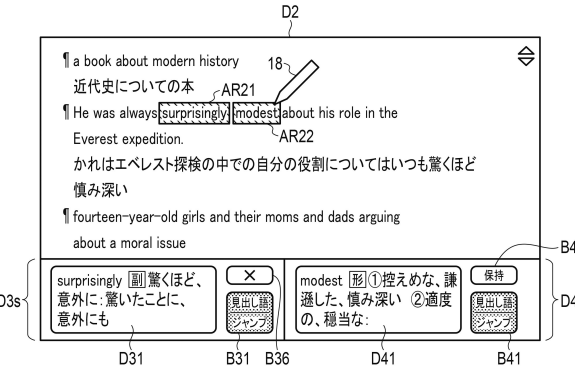 D2
¶ a book about modern history
近代史についての本
18
AR21
¶ He was always surprisingly modest about his role in the
AR22
Everest expedition.
かれはエベレスト探検の中での自分の役割についてはいつも驚くほど
慎み深い
¶ fourteen-year-old girls and their moms and dads arguing
about a moral issue
D3s
surprisingly 副 驚くほど、
意外に: 驚いたことに、
意外にも
×
見出し語
ジャンプ
modest 形 ①控えめな、謙
遜した、慎み深い ②適度
の、穏当な:
保持
見出し語
ジャンプ
D31
B31
B36
D41
B41